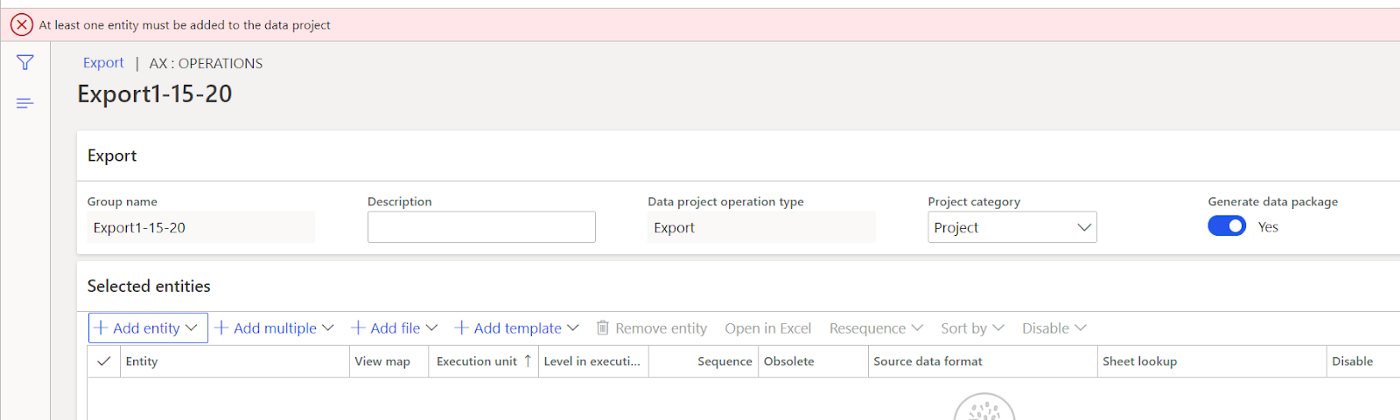 At least one entity must be added to the data project
Export | AX : OPERATIONS
Export1-15-20
Export
Group name Description Data project operation type Project category Generate data package
Export1-15-20 Export Project Yes
Selected entities
Add entity Add multiple Add file Add template Remove entity Open in Excel Resequence Sort by Disable
Entity View map Execution unit ↑ Level in executi... Sequence Obsolete Source data format Sheet lookup Disable